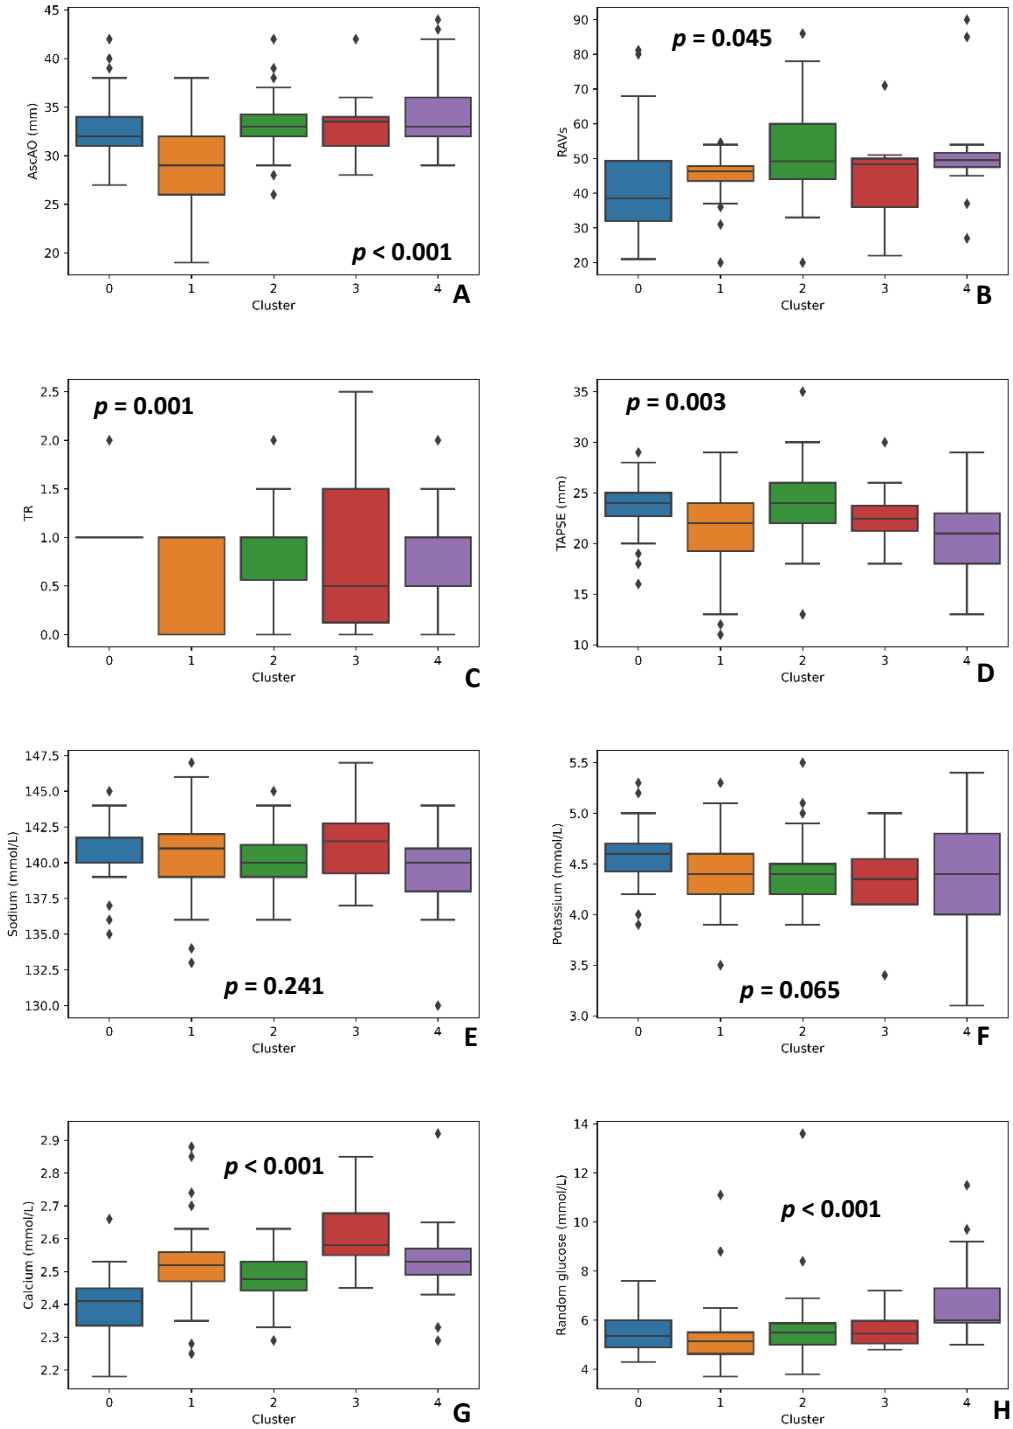 45
40
35
30
25
20
AscAO (mm)
p < 0.001
0 1 2 3 4
Cluster
A
90
80
70
60
50
40
30
20
RAVs
p = 0.045
0 1 2 3 4
Cluster
B
2.5
2.0
1.5
1.0
0.5
0.0
TR
p = 0.001
0 1 2 3 4
Cluster
C
35
30
25
20
15
10
TAPSE (mm)
p = 0.003
0 1 2 3 4
Cluster
D
147.5
145.0
142.5
140.0
137.5
135.0
132.5
130.0
Sodium (mmol/L)
p = 0.241
0 1 2 3 4
Cluster
E
5.5
5.0
4.5
4.0
3.5
3.0
Potassium (mmol/L)
p = 0.065
0 1 2 3 4
Cluster
F
2.9
2.8
2.7
2.6
2.5
2.4
2.3
2.2
Calcium (mmol/L)
p < 0.001
0 1 2 3 4
Cluster
G
14
12
10
8
6
4
Random glucose (mmol/L)
p < 0.001
0 1 2 3 4
Cluster
H